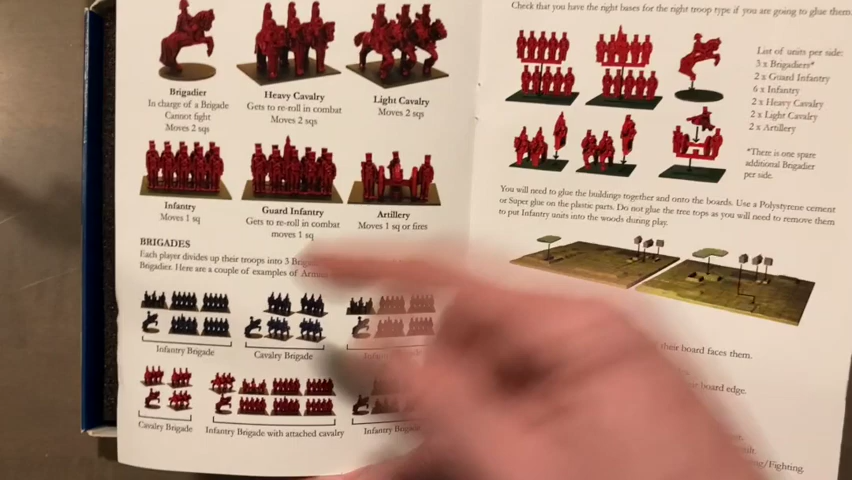 Brigadier
In charge of a Brigade
Cannot fight
Moves 2 sqs
Heavy Cavalry
Gets to re-roll in combat
Moves 2 sqs
Light Cavalry
Moves 2 sqs
Infantry
Moves 1 sq
Guard Infantry
Gets to re-roll in combat
moves 1 sq
Artillery
Moves 1 sq or fires
BRIGADES
Each player divides up their troops into 3
Brigadier. Here are a couple of examples of
Infantry Brigade
Cavalry Brigade
Cavalry Brigade
Infantry Brigade with attached cavalry
Infantry
Check that you have the right bases for the right troop type if you are going to glue them.
List of units per side:
3 x Brigadiers*
2 x Guard Infantry
6 x Infantry
2 x Heavy Cavalry
2 x Light Cavalry
2 x Artillery
*There is one spare
additional Brigadier
per side.
You will need to glue the buildings together and onto the boards. Use a Polystyrene cement
or Super glue on the plastic parts. Do not glue the tree tops as you will need to remove them
to put Infantry units into the woods during play.
their board faces them.
board edge.
/Fighting.